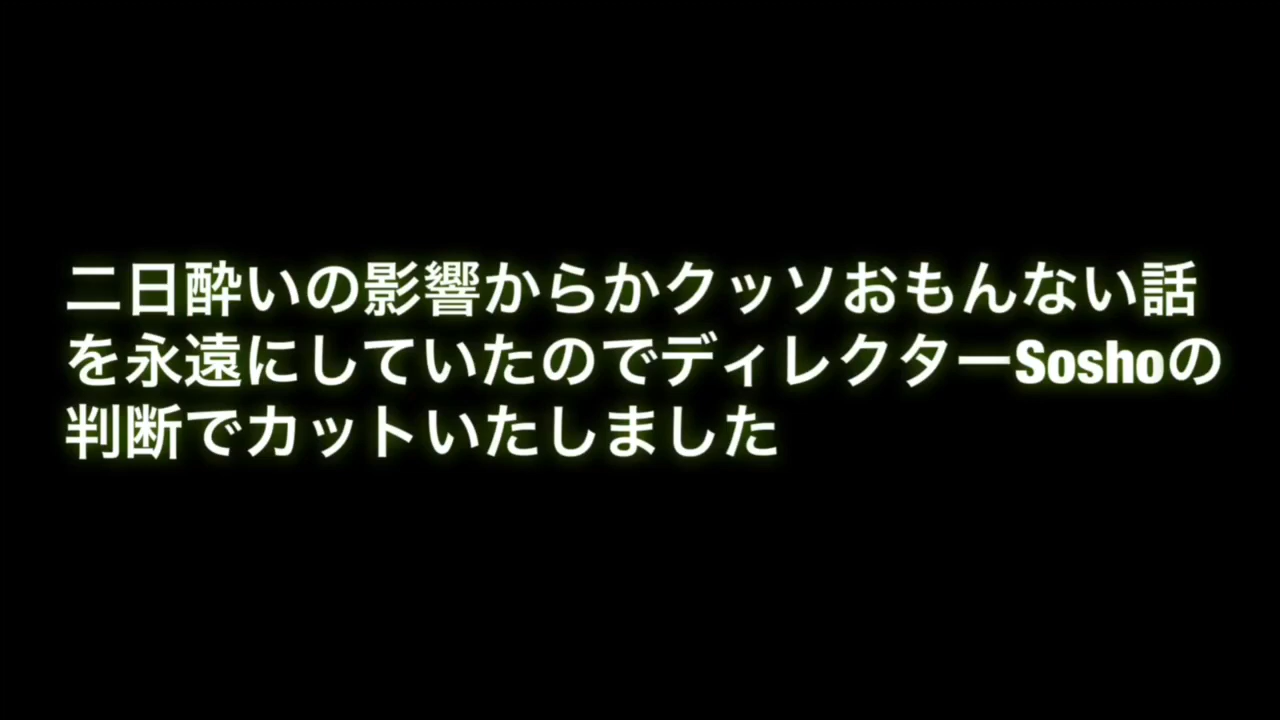 二日酔いの影響からかクッソおもんない話
を永遠にしていたのでディレクターSoshoの
判断でカットいたしました